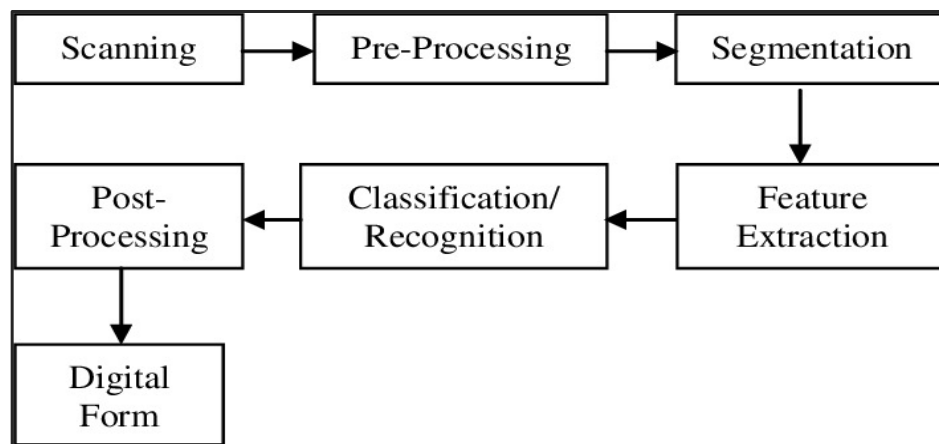 Scanning
Pre-Processing
Segmentation
Feature
Extraction
Classification/
Recognition
Post-
Processing
Digital
Form